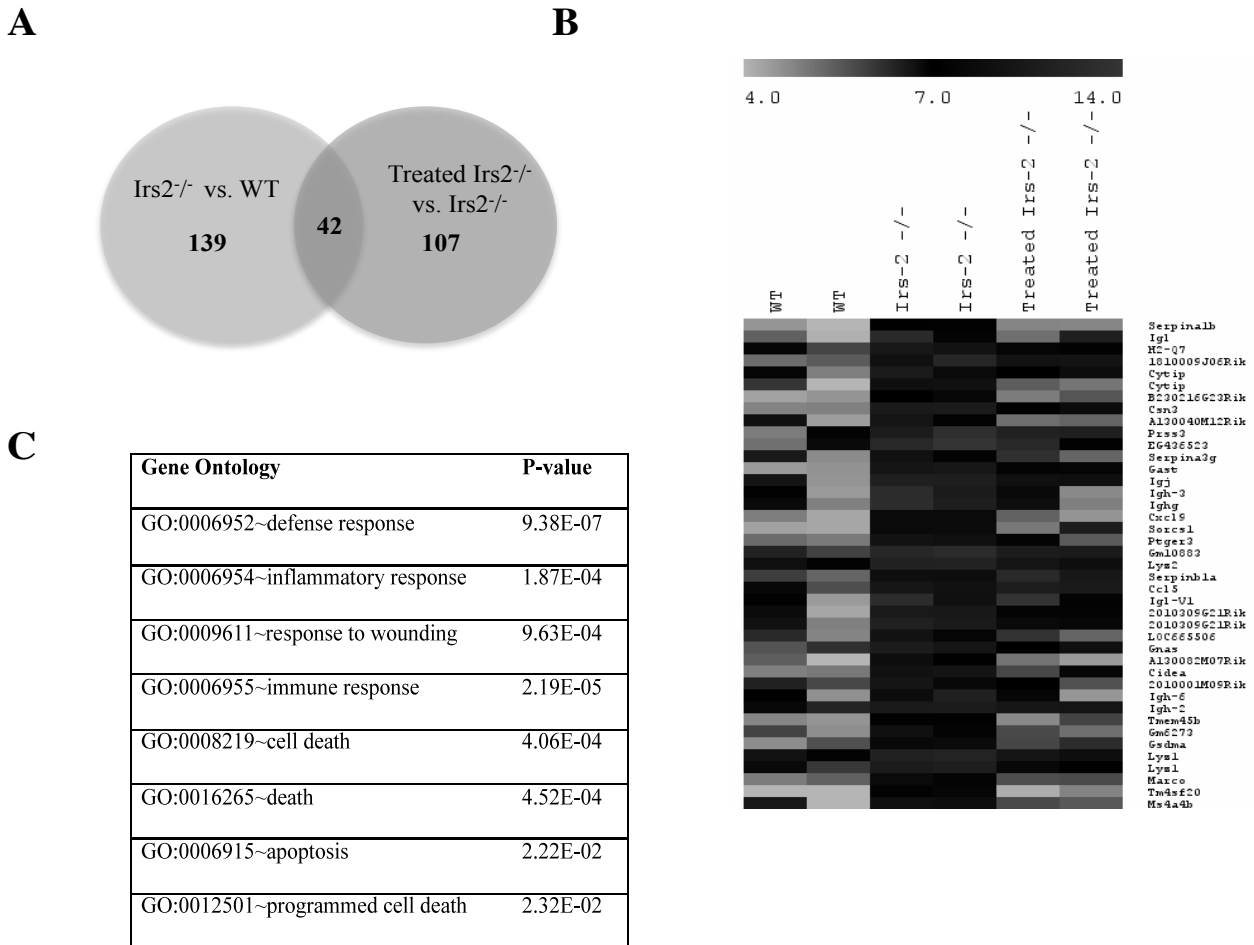 A
B
Irs2-/- vs. WT
139
42
Treated Irs2-/-
vs. Irs2-/-
107
4.0 7.0 14.0
WT
WT
Irs-2 -/-
Irs-2 -/-
Treated Irs-2 -/-
Treated Irs-2 -/-
Serpina1b
Igl
H2-Q7
1810009J06Rik
Cytip
Cytip
B230216G23Rik
Csn3
A130040M12Rik
Prss3
EG436523
Serpina3g
Gast
Igj
Igh-3
Ighg
Cxcl9
Sorcs1
Ptger3
Gm10883
Lyz2
Serpinb1a
Ccl5
Igl-V1
2010309G21Rik
2010309G21Rik
LOC665506
Gnas
A130082M07Rik
Cidea
2010001M09Rik
Igh-6
Igh-2
Tmem45b
Gm6273
Gsdma
Lyz1
Lyz1
Marco
Tm4sf20
Ms4a4b
C
Gene Ontology P-value
GO:0006952~defense response 9.38E-07
GO:0006954~inflammatory response 1.87E-04
GO:0009611~response to wounding 9.63E-04
GO:0006955~immune response 2.19E-05
GO:0008219~cell death 4.06E-04
GO:0016265~death 4.52E-04
GO:0006915~apoptosis 2.22E-02
GO:0012501~programmed cell death 2.32E-02